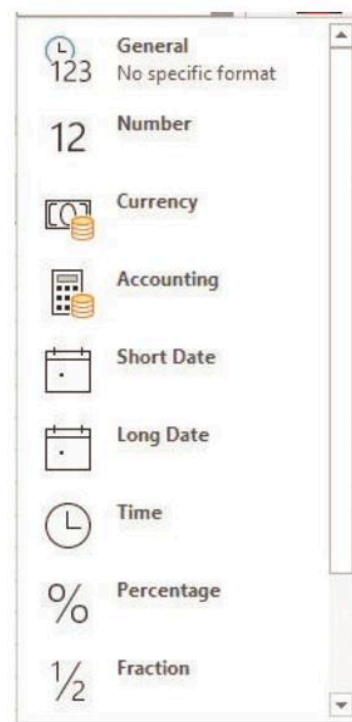 General
123 No specific format
12 Number
Currency
Accounting
Short Date
Long Date
Time
% Percentage
½ Fraction